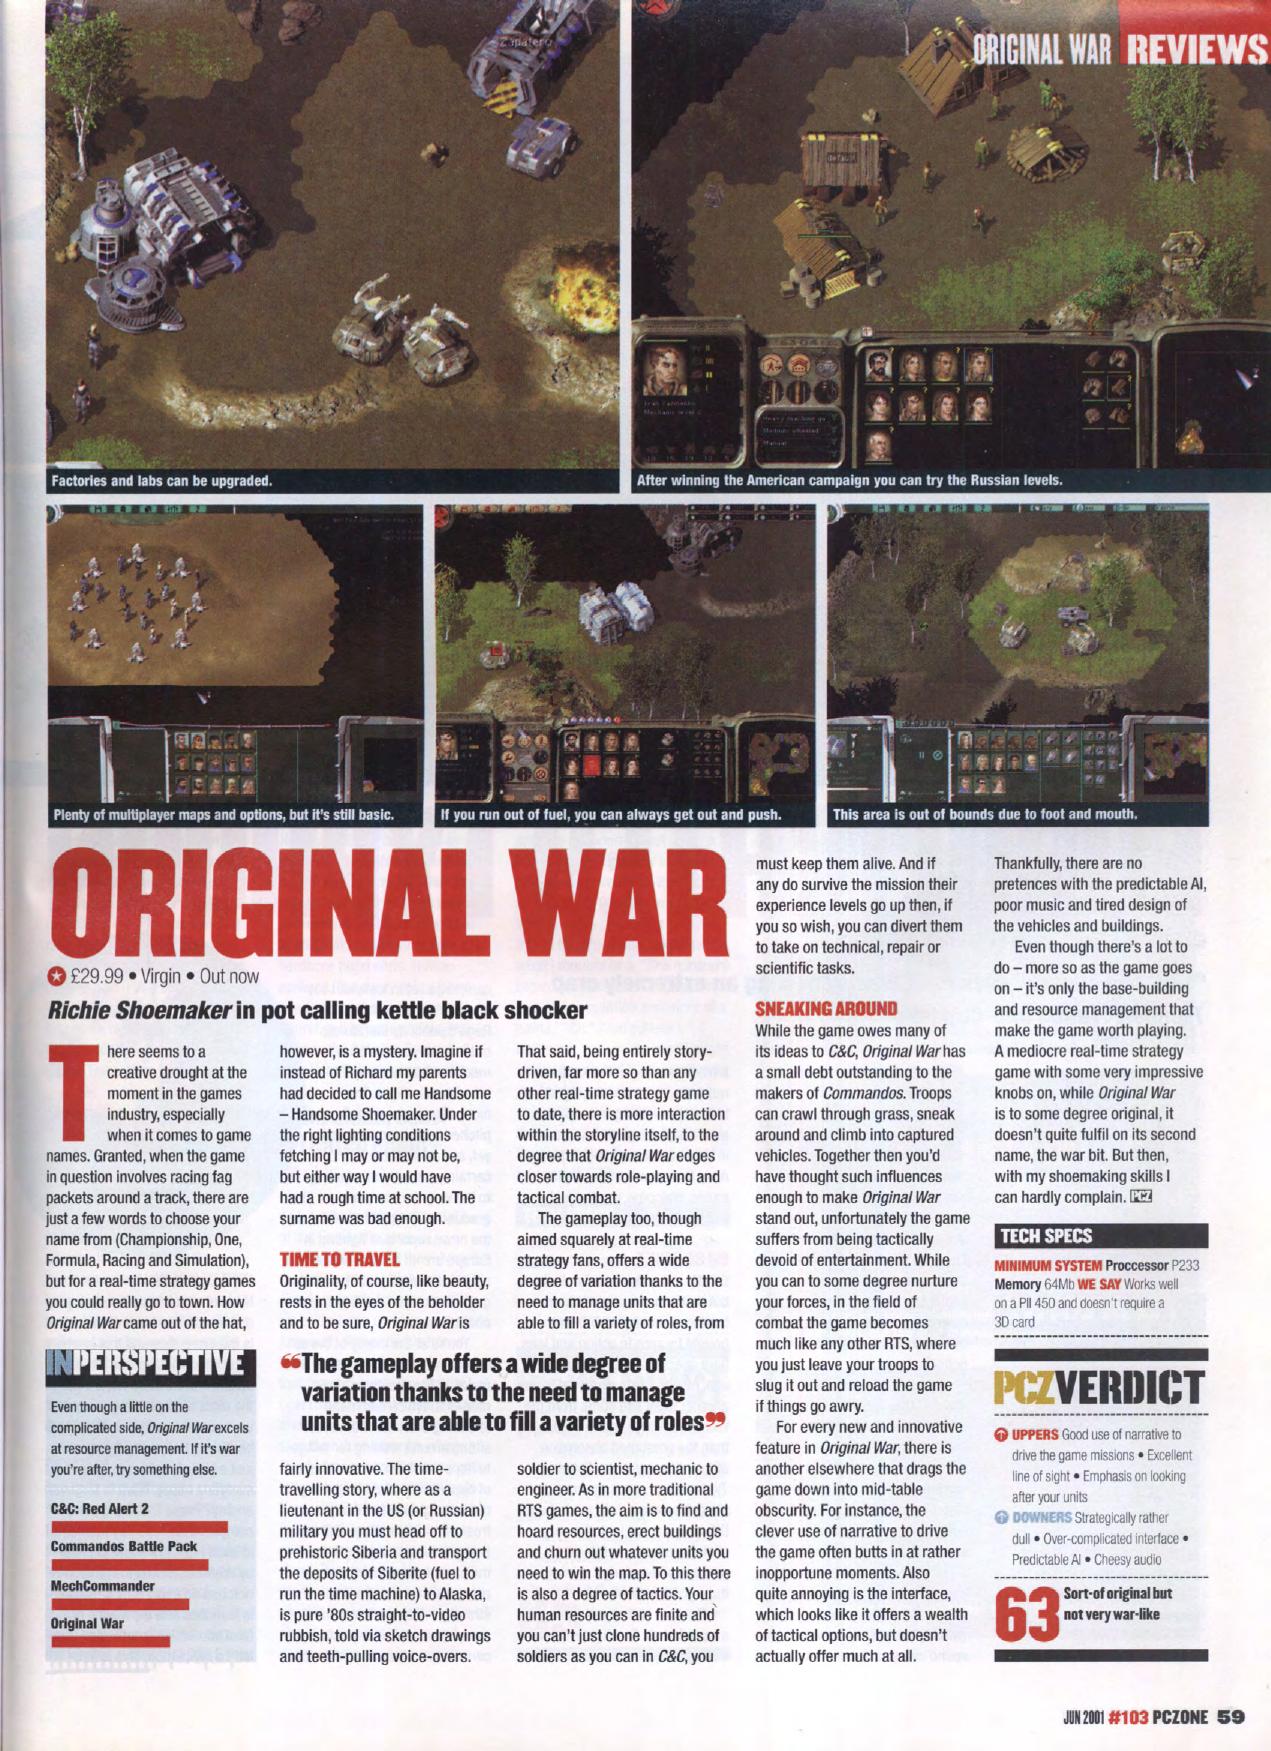 ORIGINAL WAR REVIEWS
Zapatero
default
Factories and labs can be upgraded.
After winning the American campaign you can try the Russian levels.
Plenty of multiplayer maps and options, but it's still basic.
If you run out of fuel, you can always get out and push.
This area is out of bounds due to foot and mouth.
ORIGINAL WAR
£29.99 • Virgin • Out now
Richie Shoemaker in pot calling kettle black shocker
There seems to a
creative drought at the
moment in the games
industry, especially
when it comes to game
names. Granted, when the game
in question involves racing fag
packets around a track, there are
just a few words to choose your
name from (Championship, One,
Formula, Racing and Simulation),
but for a real-time strategy games
you could really go to town. How
Original War came out of the hat,
INPERSPECTIVE
Even though a little on the
complicated side, Original War excels
at resource management. If it's war
you're after, try something else.
C&C: Red Alert 2
Commandos Battle Pack
MechCommander
Original War
however, is a mystery. Imagine if
instead of Richard my parents
had decided to call me Handsome
– Handsome Shoemaker. Under
the right lighting conditions
fetching I may or may not be,
but either way I would have
had a rough time at school. The
surname was bad enough.
TIME TO TRAVEL
Originality, of course, like beauty,
rests in the eyes of the beholder
and to be sure, Original War is
“The gameplay offers a wide degree of
variation thanks to the need to manage
units that are able to fill a variety of roles”
fairly innovative. The time-
travelling story, where as a
lieutenant in the US (or Russian)
military you must head off to
prehistoric Siberia and transport
the deposits of Siberite (fuel to
run the time machine) to Alaska,
is pure '80s straight-to-video
rubbish, told via sketch drawings
and teeth-pulling voice-overs.
That said, being entirely story-
driven, far more so than any
other real-time strategy game
to date, there is more interaction
within the storyline itself, to the
degree that Original War edges
closer towards role-playing and
tactical combat.
The gameplay too, though
aimed squarely at real-time
strategy fans, offers a wide
degree of variation thanks to the
need to manage units that are
able to fill a variety of roles, from
soldier to scientist, mechanic to
engineer. As in more traditional
RTS games, the aim is to find and
hoard resources, erect buildings
and churn out whatever units you
need to win the map. To this there
is also a degree of tactics. Your
human resources are finite and
you can't just clone hundreds of
soldiers as you can in C&C, you
must keep them alive. And if
any do survive the mission their
experience levels go up then, if
you so wish, you can divert them
to take on technical, repair or
scientific tasks.
SNEAKING AROUND
While the game owes many of
its ideas to C&C, Original War has
a small debt outstanding to the
makers of Commandos. Troops
can crawl through grass, sneak
around and climb into captured
vehicles. Together then you'd
have thought such influences
enough to make Original War
stand out, unfortunately the game
suffers from being tactically
devoid of entertainment. While
you can to some degree nurture
your forces, in the field of
combat the game becomes
much like any other RTS, where
you just leave your troops to
slug it out and reload the game
if things go awry.
For every new and innovative
feature in Original War, there is
another elsewhere that drags the
game down into mid-table
obscurity. For instance, the
clever use of narrative to drive
the game often butts in at rather
inopportune moments. Also
quite annoying is the interface,
which looks like it offers a wealth
of tactical options, but doesn't
actually offer much at all.
Thankfully, there are no
pretences with the predictable AI,
poor music and tired design of
the vehicles and buildings.
Even though there's a lot to
do – more so as the game goes
on – it's only the base-building
and resource management that
make the game worth playing.
A mediocre real-time strategy
game with some very impressive
knobs on, while Original War
is to some degree original, it
doesn't quite fulfil on its second
name, the war bit. But then,
with my shoemaking skills I
can hardly complain. PCZ
TECH SPECS
MINIMUM SYSTEM Proccessor P233
Memory 64Mb WE SAY Works well
on a PII 450 and doesn't require a
3D card
PCZVERDICT
UPPERS Good use of narrative to
drive the game missions • Excellent
line of sight • Emphasis on looking
after your units
DOWNERS Strategically rather
dull • Over-complicated interface •
Predictable AI • Cheesy audio
63 Sort-of original but
not very war-like
JUN 2001 #103 PCZONE 59